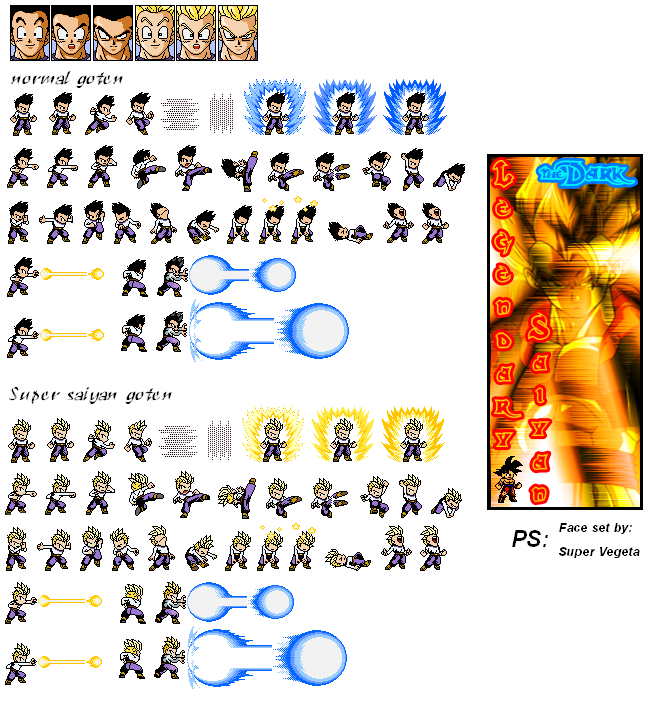 normal goten
the DARK
Legendary
Saiyan
Super saiyan goten
PS:
Face set by:
Super Vegeta